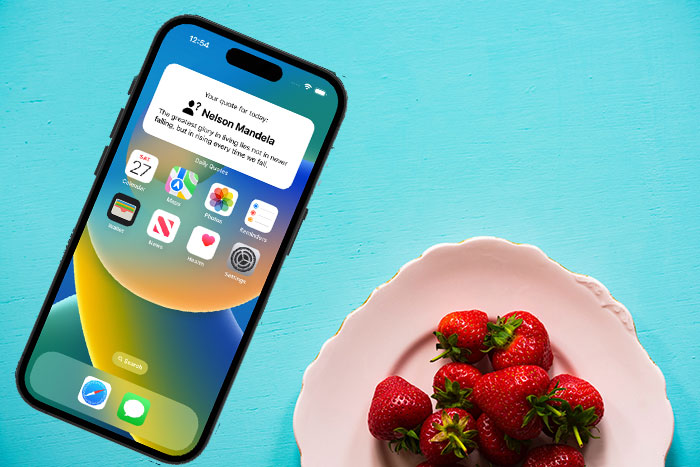 12:54
Your quote for today:
Nelson Mandela
The greatest glory in living lies not in never
falling, but in rising every time we fall.
Daily Quotes
SAT
27
Calendar
Maps
Photos
Reminders
Wallet
News
Health
Settings
Search